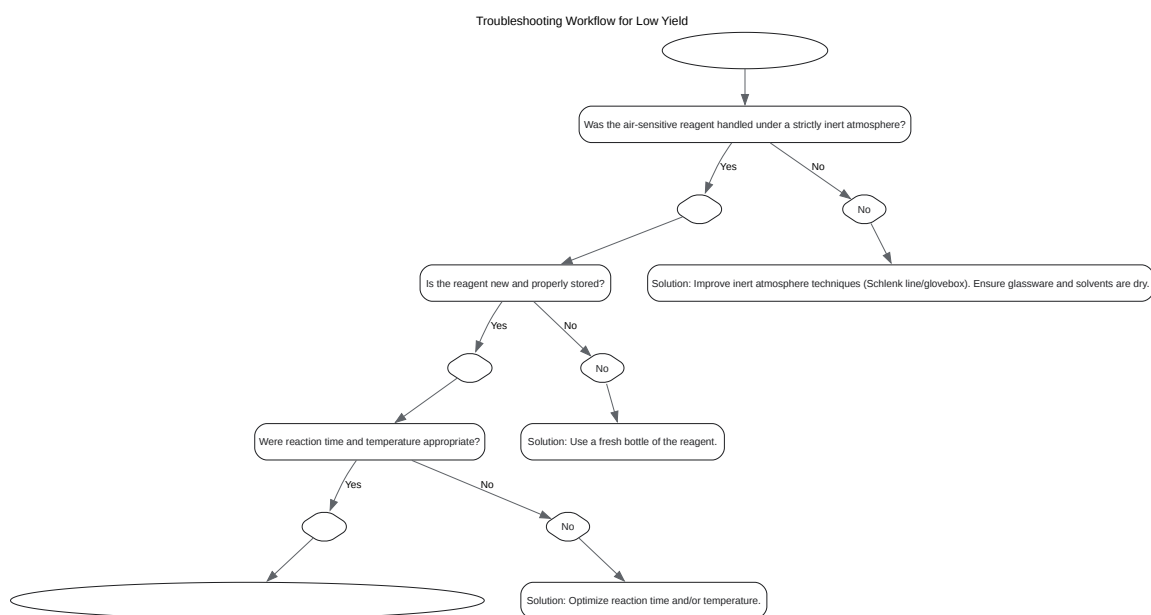 Troubleshooting Workflow for Low Yield
Was the air-sensitive reagent handled under a strictly inert atmosphere?
Yes
No
No
Is the reagent new and properly stored?
Solution: Improve inert atmosphere techniques (Schlenk line/glovebox). Ensure glassware and solvents are dry.
Yes
No
No
Were reaction time and temperature appropriate?
Solution: Use a fresh bottle of the reagent.
Yes
No
No
Solution: Optimize reaction time and/or temperature.